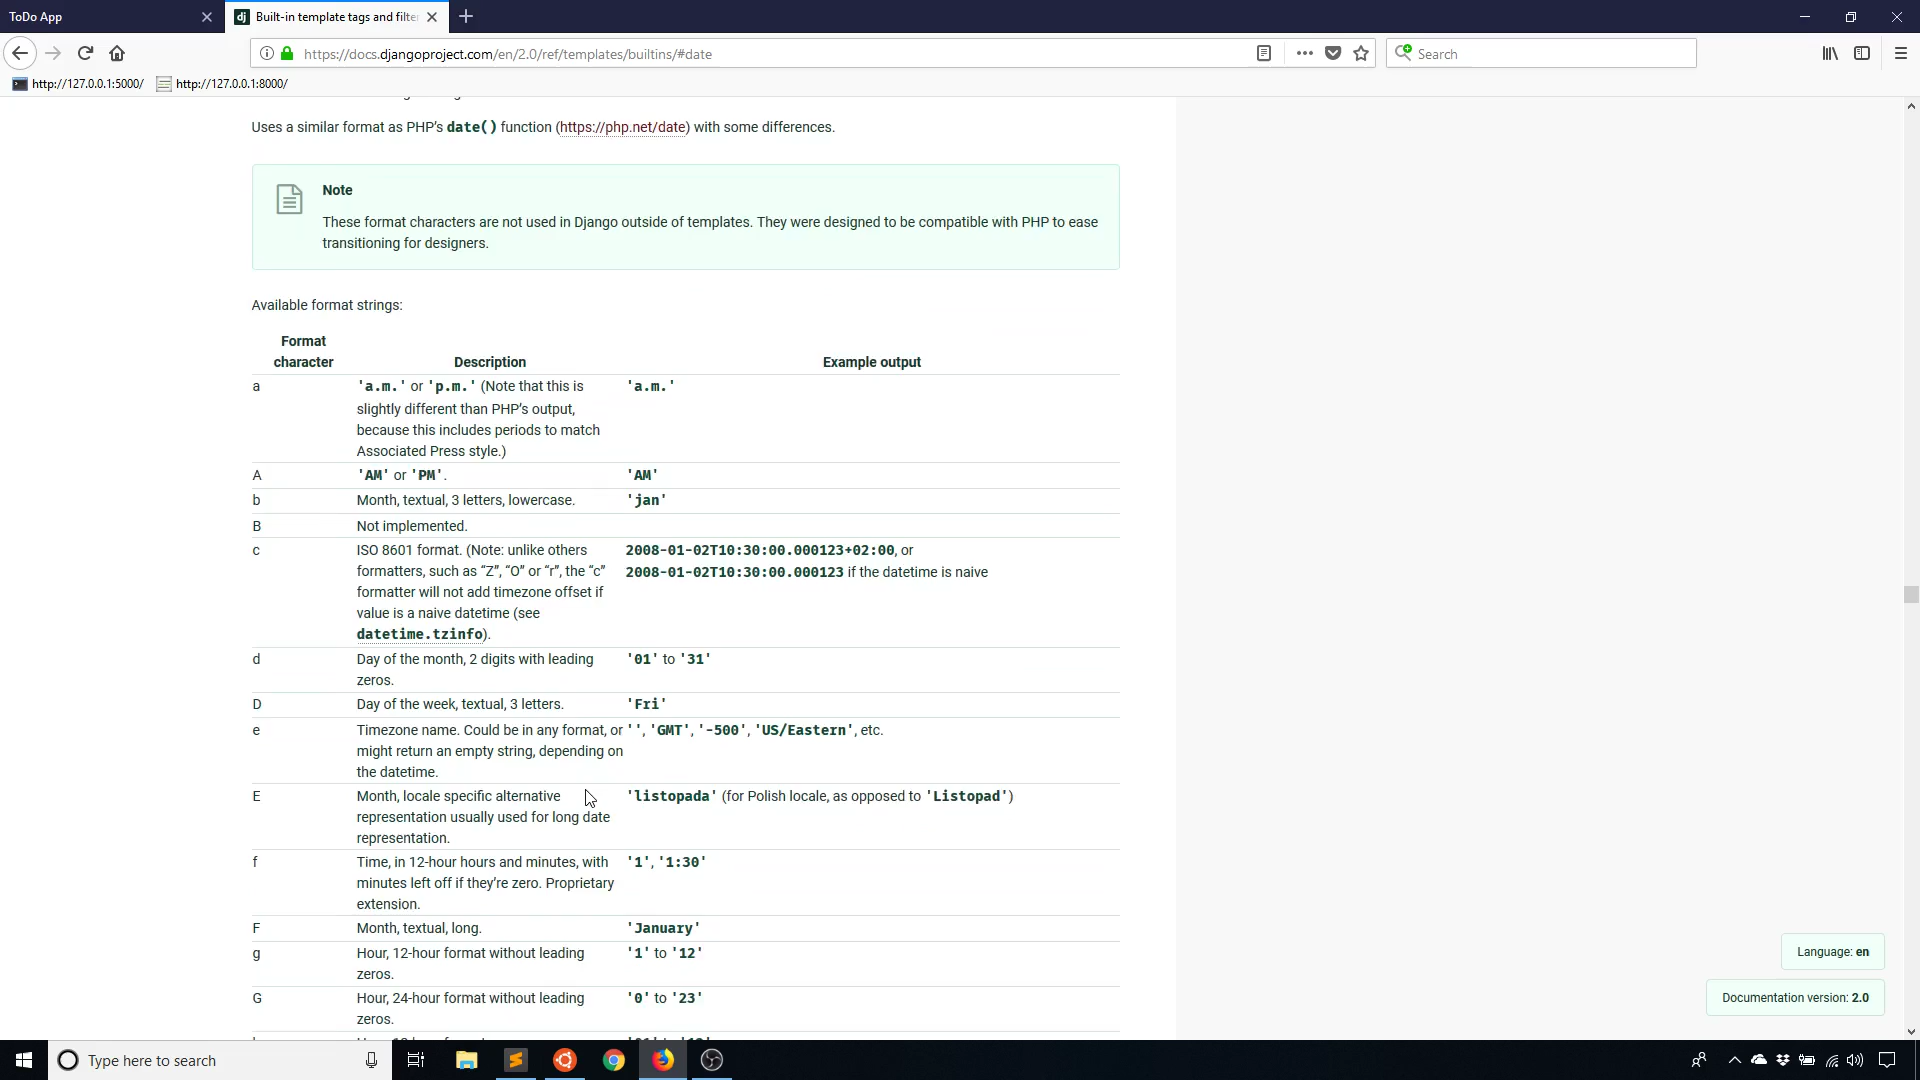 ToDo App
dj Built-in template tags and filte
https://docs.djangoproject.com/en/2.0/ref/templates/builtins/#date
Search
http://127.0.0.1:5000/
http://127.0.0.1:8000/
Uses a similar format as PHP’s date() function (https://php.net/date) with some differences.
Note
These format characters are not used in Django outside of templates. They were designed to be compatible with PHP to ease
transitioning for designers.
Available format strings:
Format
character Description Example output
a 'a.m.' or 'p.m.' (Note that this is 'a.m.'
slightly different than PHP’s output,
because this includes periods to match
Associated Press style.)
A 'AM' or 'PM'. 'AM'
b Month, textual, 3 letters, lowercase. 'jan'
B Not implemented.
c ISO 8601 format. (Note: unlike others 2008-01-02T10:30:00.000123+02:00, or
formatters, such as “Z”, “O” or “r”, the “c” 2008-01-02T10:30:00.000123 if the datetime is naive
formatter will not add timezone offset if
value is a naive datetime (see
datetime.tzinfo).
d Day of the month, 2 digits with leading '01' to '31'
zeros.
D Day of the week, textual, 3 letters. 'Fri'
e Timezone name. Could be in any format, or '', 'GMT', '-500', 'US/Eastern', etc.
might return an empty string, depending on
the datetime.
E Month, locale specific alternative 'listopada' (for Polish locale, as opposed to 'Listopad')
representation usually used for long date
representation.
f Time, in 12-hour hours and minutes, with '1', '1:30'
minutes left off if they’re zero. Proprietary
extension.
F Month, textual, long. 'January'
g Hour, 12-hour format without leading '1' to '12'
zeros.
G Hour, 24-hour format without leading '0' to '23'
zeros.
Language: en
Documentation version: 2.0
Type here to search